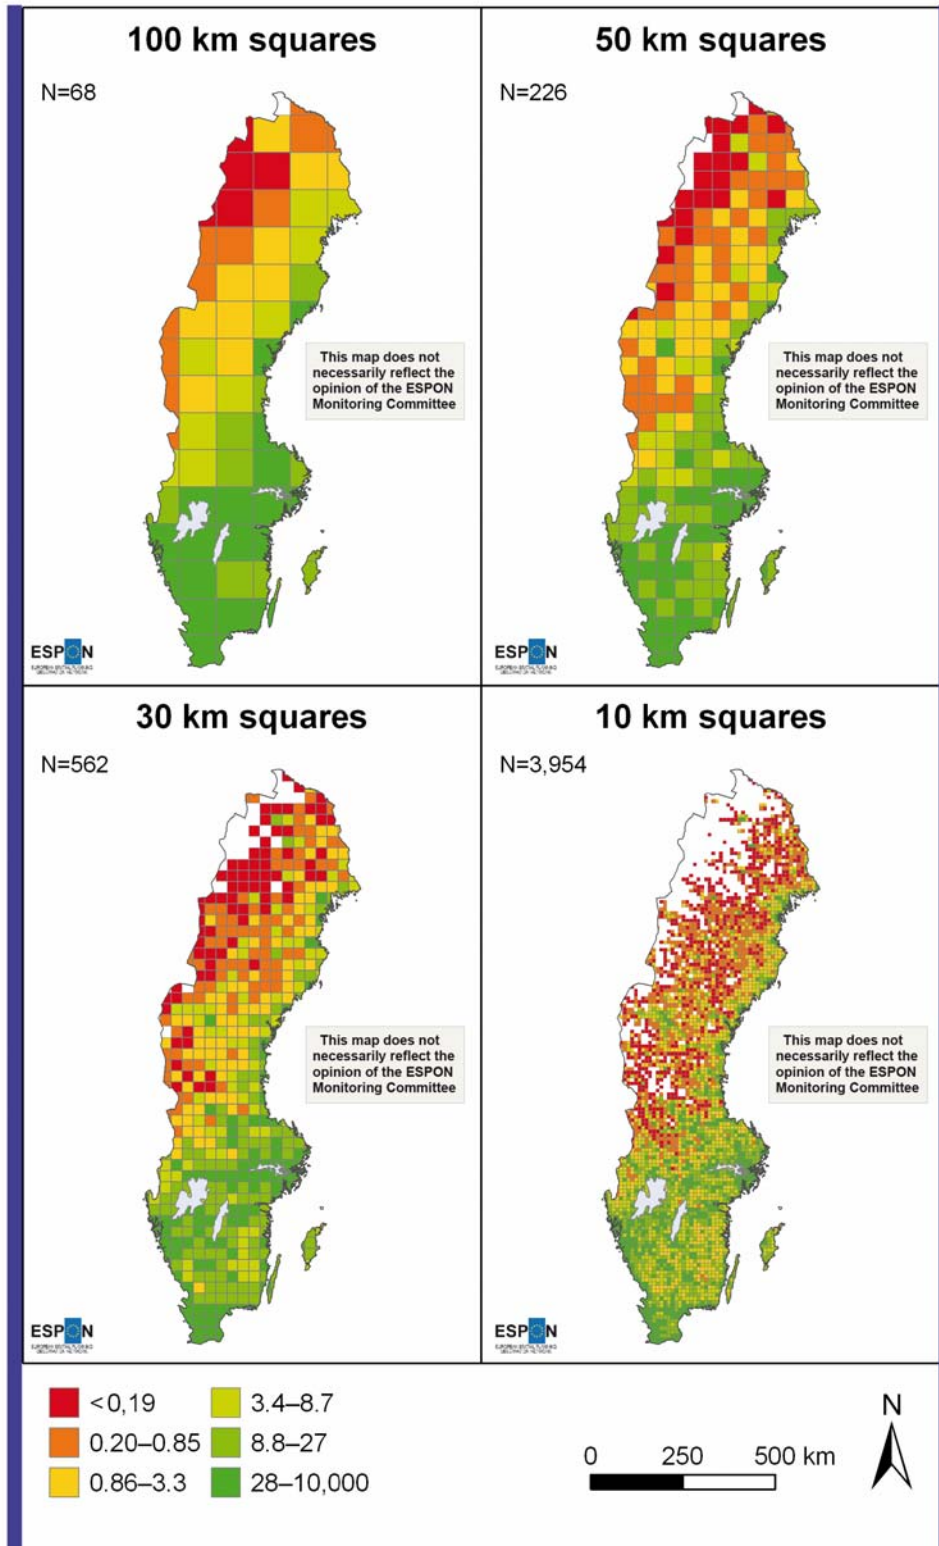 100 km squares
N=68
This map does not
necessarily reflect the
opinion of the ESPON
Monitoring Committee
ESPON
50 km squares
N=226
This map does not
necessarily reflect the
opinion of the ESPON
Monitoring Committee
ESPON
30 km squares
N=562
This map does not
necessarily reflect the
opinion of the ESPON
Monitoring Committee
ESPON
10 km squares
N=3,954
This map does not
necessarily reflect the
opinion of the ESPON
Monitoring Committee
ESPON
<0,19
0.20–0.85
0.86–3.3
3.4–8.7
8.8–27
28–10,000
0 250 500 km
N